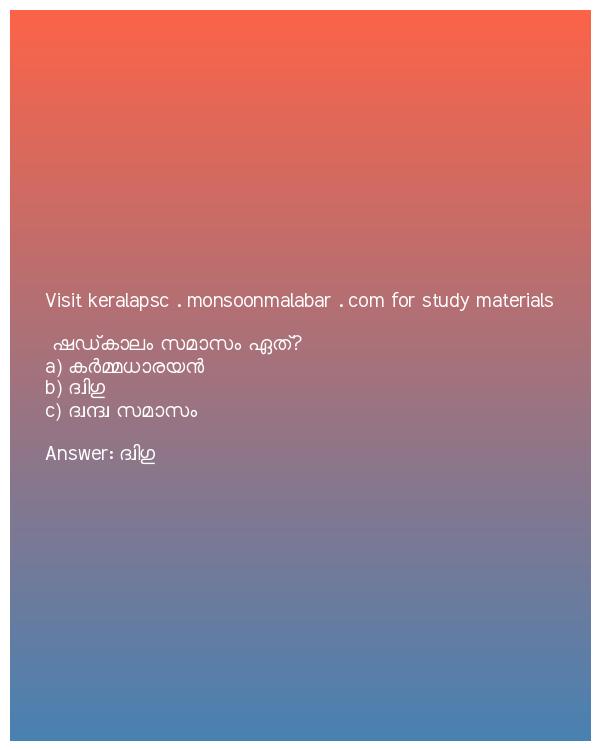 Visit keralapsc . monsoonmalabar . com for study materials
ഷഡ്കാലം സമാസം ഏത്?
a) കർമ്മധാരയൻ
b) ദ്വിഗു
c) ദ്വന്ദ്വ സമാസം
Answer: ദ്വിഗു